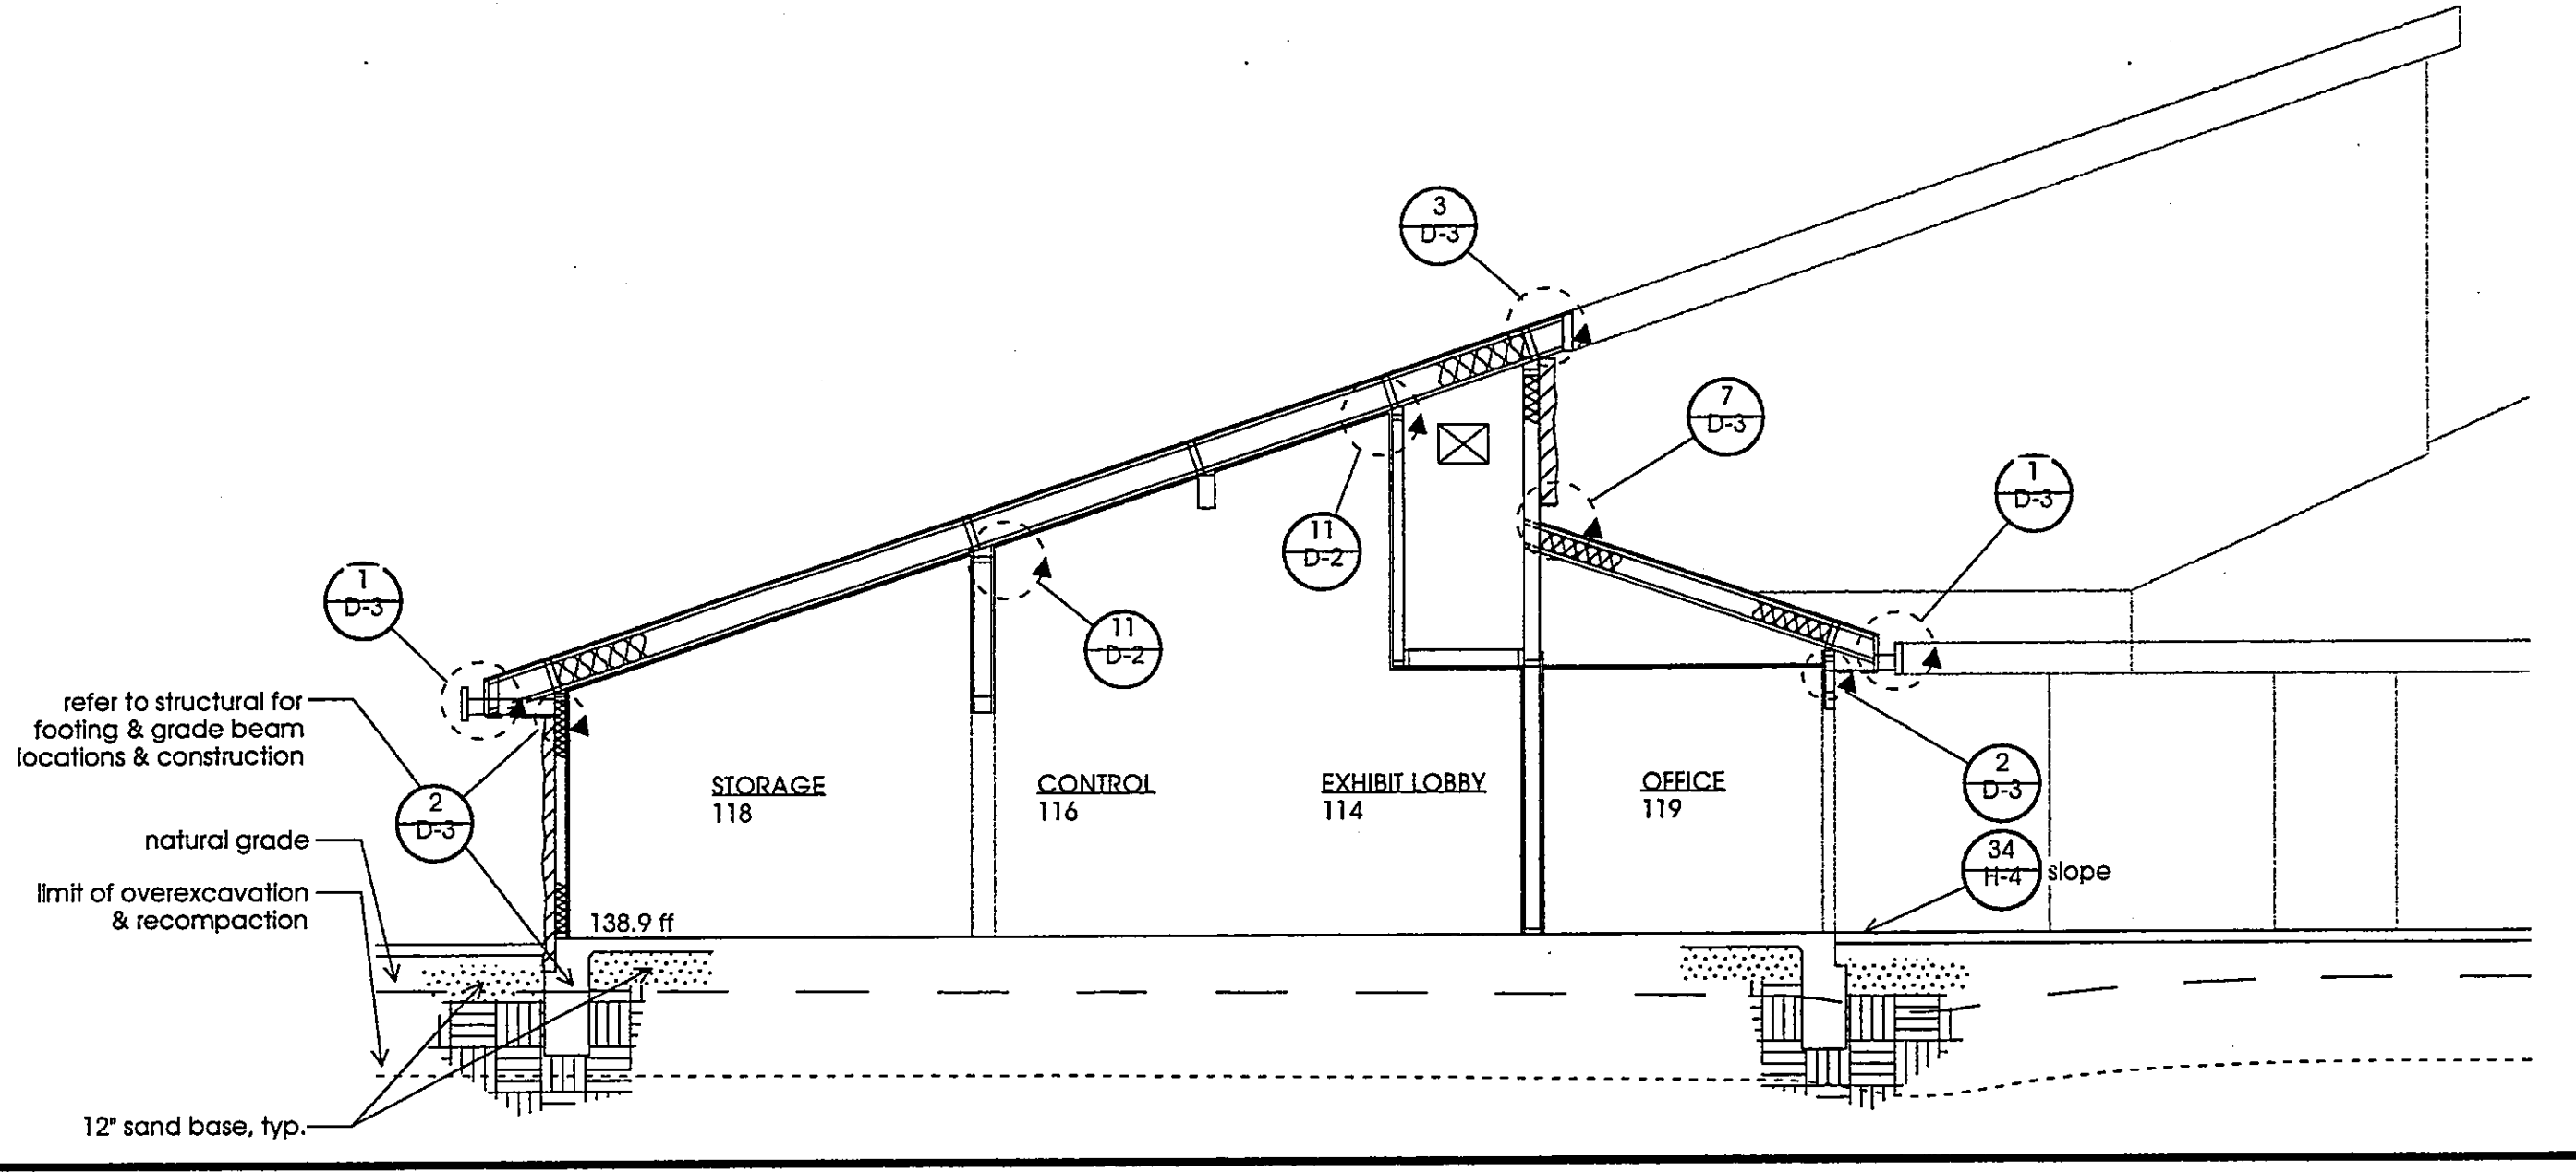 3
D-3
7
D-3
1
D-3
11
D-2
1
D-3
11
D-2
refer to structural for
footing & grade beam
locations & construction
STORAGE
118
CONTROL
116
EXHIBIT LOBBY
114
OFFICE
119
2
D-3
2
D-3
natural grade
34
H-4
slope
limit of overexcavation
& recompaction
138.9 ff
12" sand base, typ.